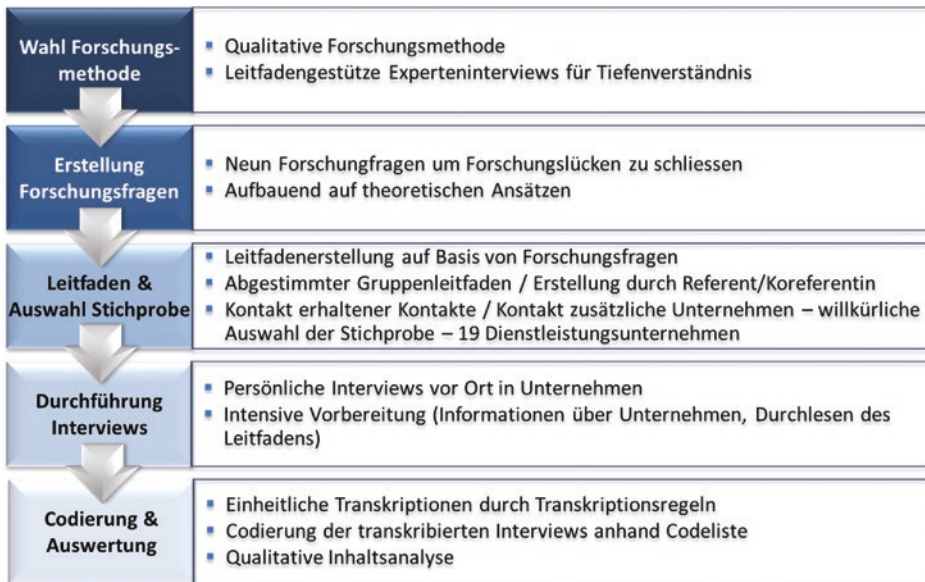 Wahl Forschungs-
methode
▪ Qualitative Forschungsmethode
▪ Leitfadengestütze Experteninterviews für Tiefenverständnis
Erstellung
Forschungsfragen
▪ Neun Forschungfragen um Forschungslücken zu schliessen
▪ Aufbauend auf theoretischen Ansätzen
Leitfaden &
Auswahl Stichprobe
▪ Leitfadenerstellung auf Basis von Forschungsfragen
▪ Abgestimmter Gruppenleitfaden / Erstellung durch Referent/Koreferentin
▪ Kontakt erhaltener Kontakte / Kontakt zusätzliche Unternehmen – willkürliche
Auswahl der Stichprobe – 19 Dienstleistungsunternehmen
Durchführung
Interviews
▪ Persönliche Interviews vor Ort in Unternehmen
▪ Intensive Vorbereitung (Informationen über Unternehmen, Durchlesen des
Leitfadens)
Codierung &
Auswertung
▪ Einheitliche Transkriptionen durch Transkriptionsregeln
▪ Codierung der transkribierten Interviews anhand Codeliste
▪ Qualitative Inhaltsanalyse